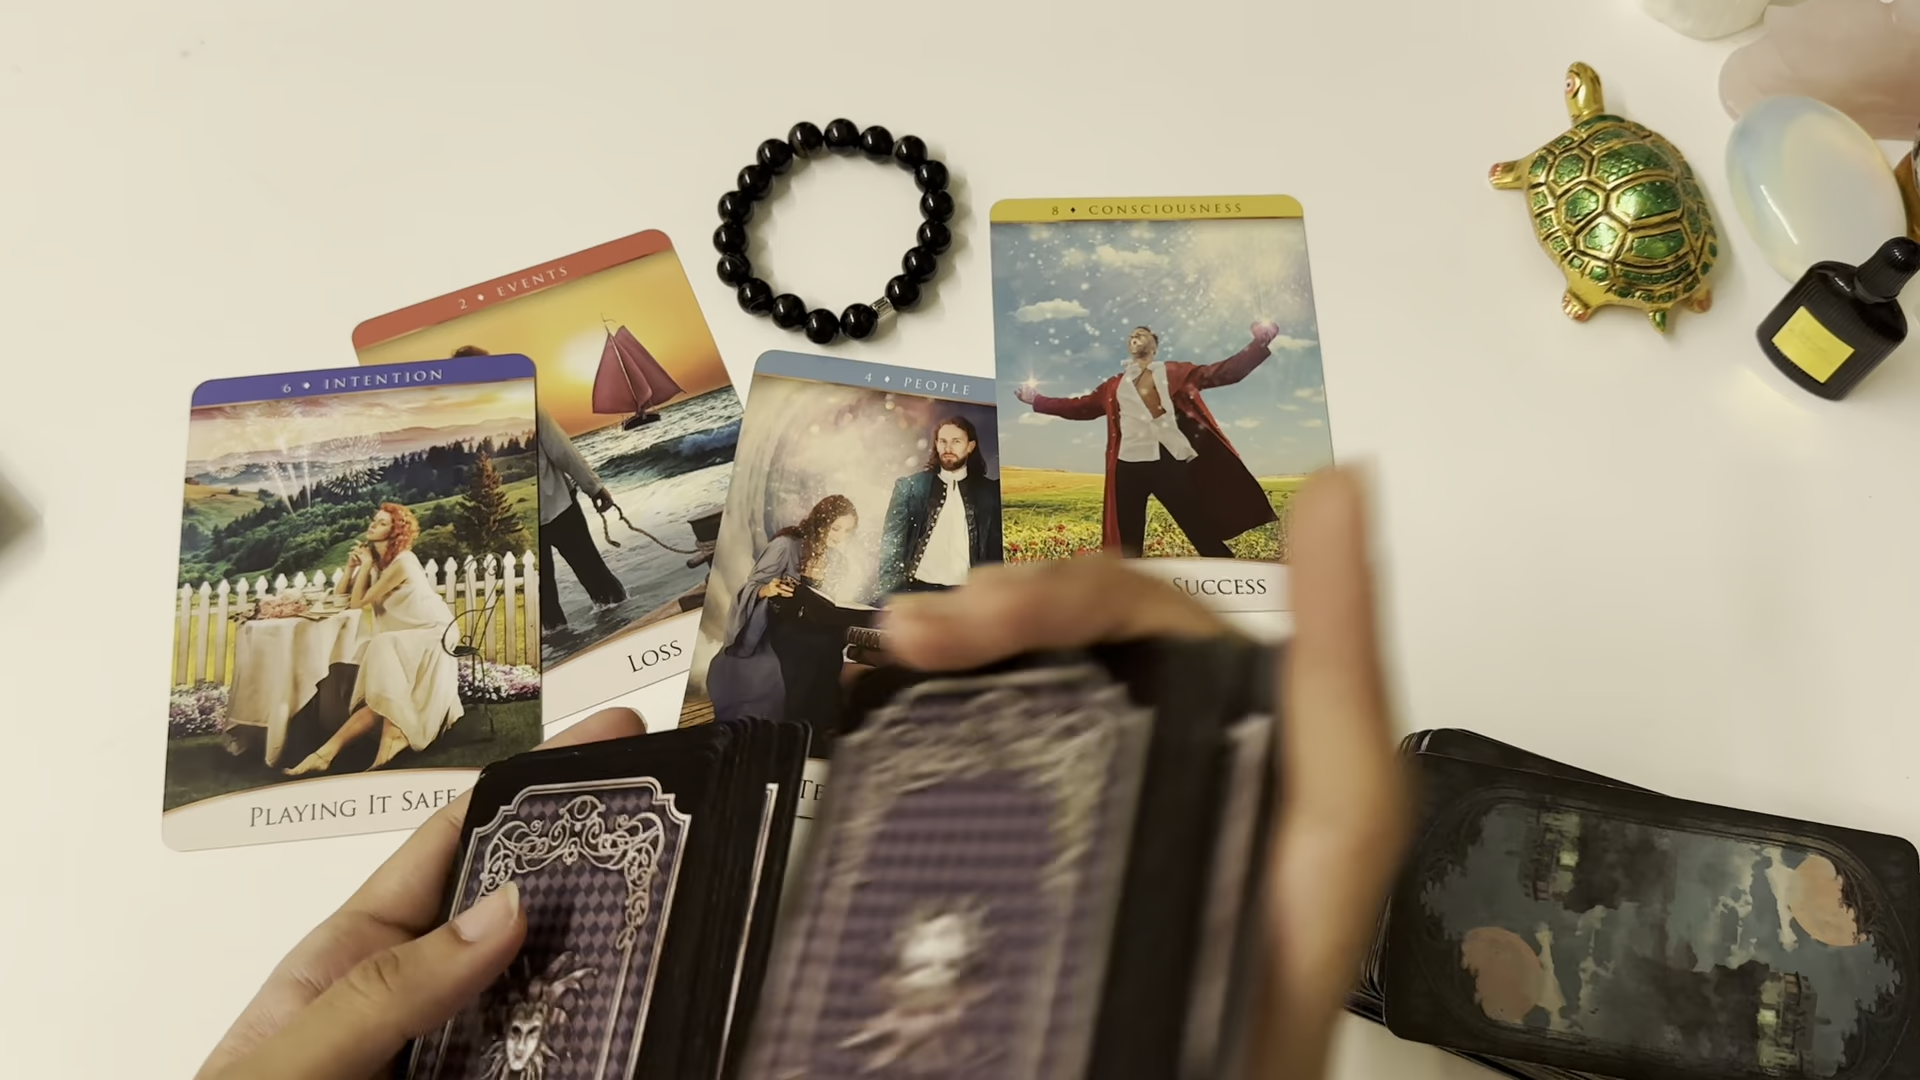 6 ♦ INTENTION
PLAYING IT SAFE
2 ♦ EVENTS
LOSS
4 ♦ PEOPLE
8 ♦ CONSCIOUSNESS
SUCCESS